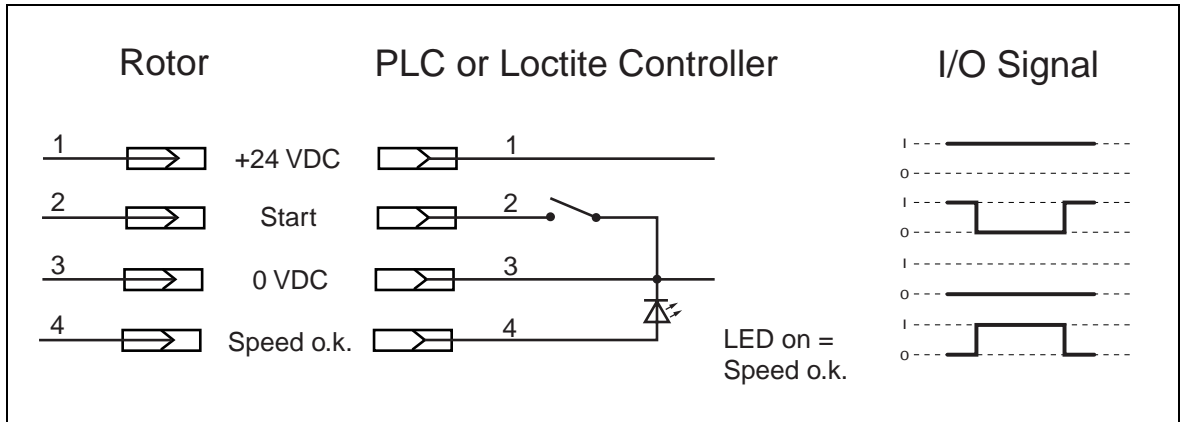 Rotor PLC or Loctite Controller I/O Signal
1 +24 VDC 1 I
0
2 Start 2 I
0
3 0 VDC 3 I
0
4 Speed o.k. 4 I
LED on = 0
Speed o.k.